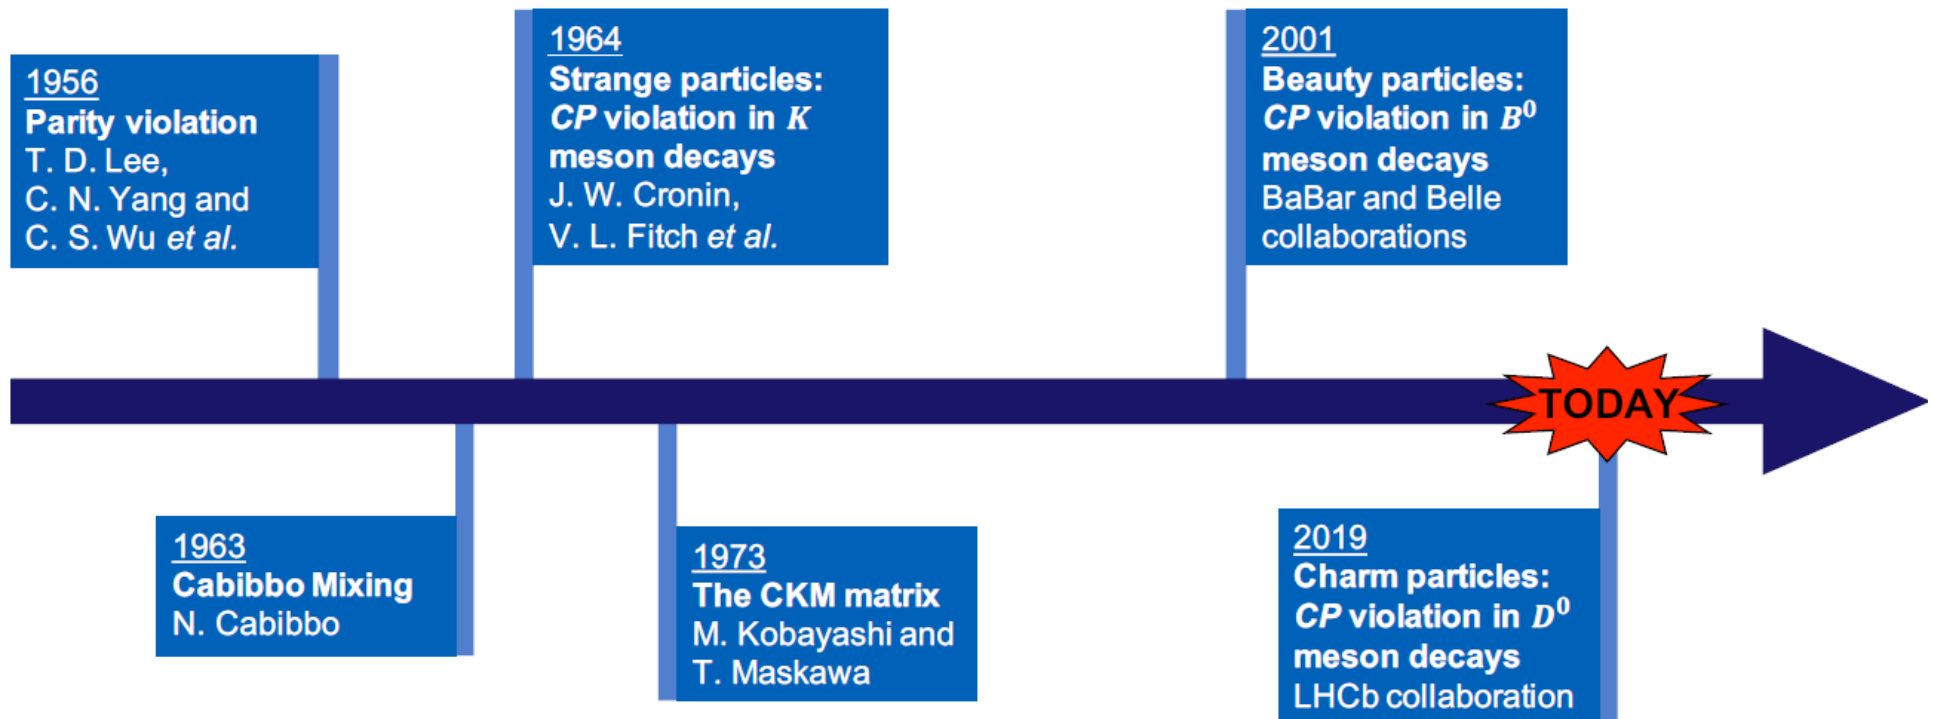 1956
Parity violation
T. D. Lee,
C. N. Yang and
C. S. Wu et al.
1964
Strange particles:
CP violation in K
meson decays
J. W. Cronin,
V. L. Fitch et al.
2001
Beauty particles:
CP violation in B⁰
meson decays
BaBar and Belle
collaborations
TODAY
1963
Cabibbo Mixing
N. Cabibbo
1973
The CKM matrix
M. Kobayashi and
T. Maskawa
2019
Charm particles:
CP violation in D⁰
meson decays
LHCb collaboration